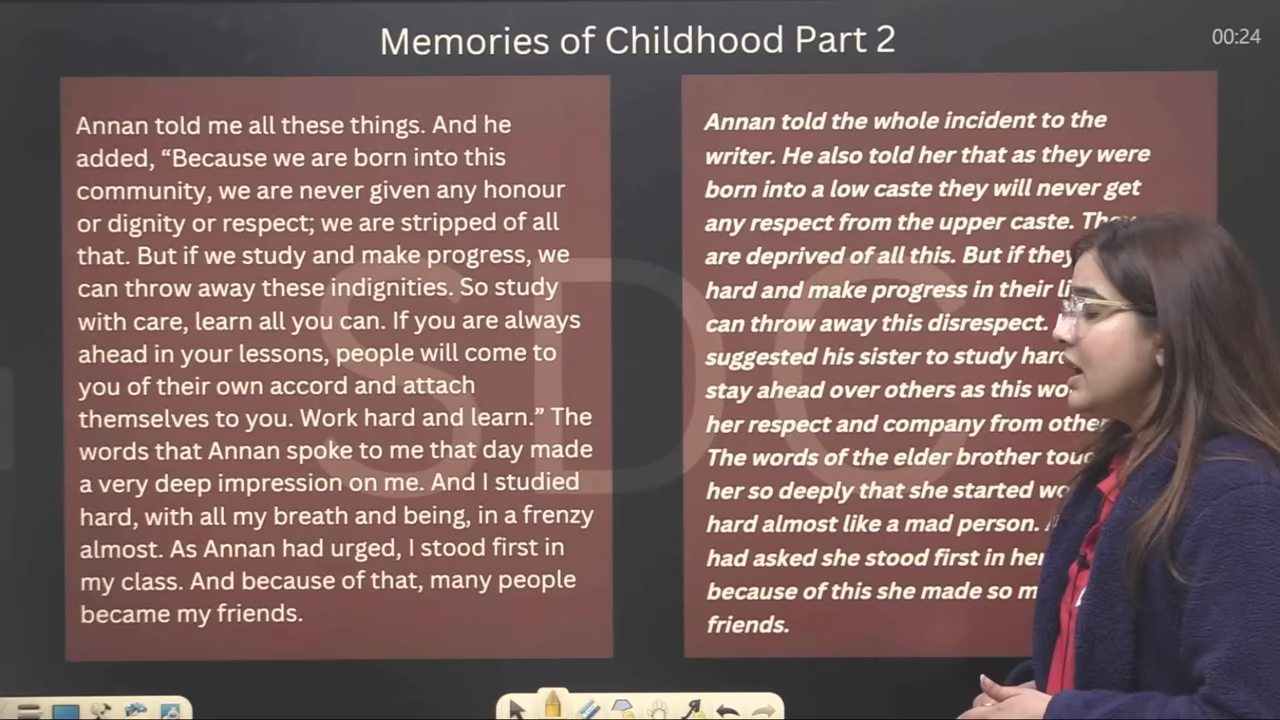 Memories of Childhood Part 2
00:24
Annan told me all these things. And he
added, “Because we are born into this
community, we are never given any honour
or dignity or respect; we are stripped of all
that. But if we study and make progress, we
can throw away these indignities. So study
with care, learn all you can. If you are always
ahead in your lessons, people will come to
you of their own accord and attach
themselves to you. Work hard and learn.” The
words that Annan spoke to me that day made
a very deep impression on me. And I studied
hard, with all my breath and being, in a frenzy
almost. As Annan had urged, I stood first in
my class. And because of that, many people
became my friends.
Annan told the whole incident to the
writer. He also told her that as they were
born into a low caste they will never get
any respect from the upper caste.
are deprived of all this. But if they
hard and make progress in their
can throw away this disrespect.
suggested his sister to study
stay ahead over others as this
her respect and company from
The words of the elder brother
her so deeply that she started
hard almost like a mad person.
had asked she stood first in her
because of this she made so
friends.
SDC